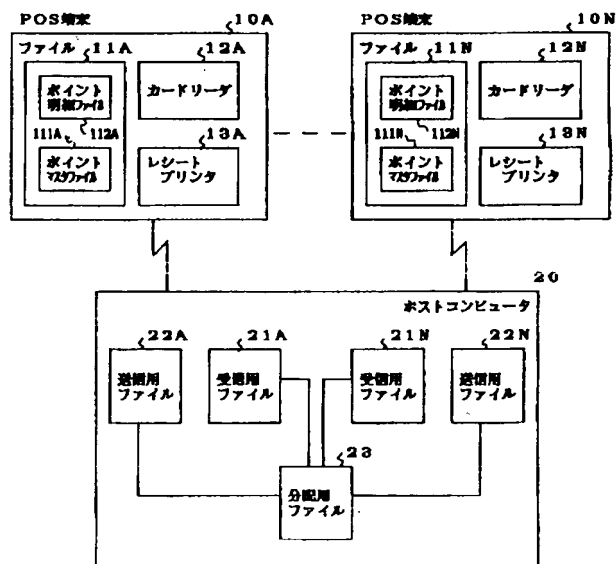 POS端末
10A
ファイル
11A
12A
ポイント
明細ファイル
カードリーダ
111A
112A
13A
ポイント
マスタファイル
レシート
プリンタ
POS端末
10N
ファイル
11N
12N
ポイント
明細ファイル
カードリーダ
111N
112N
13N
ポイント
マスタファイル
レシート
プリンタ
20
ホストコンピュータ
22A
21A
21N
22N
送信用
ファイル
受信用
ファイル
受信用
ファイル
送信用
ファイル
23
分配用
ファイル